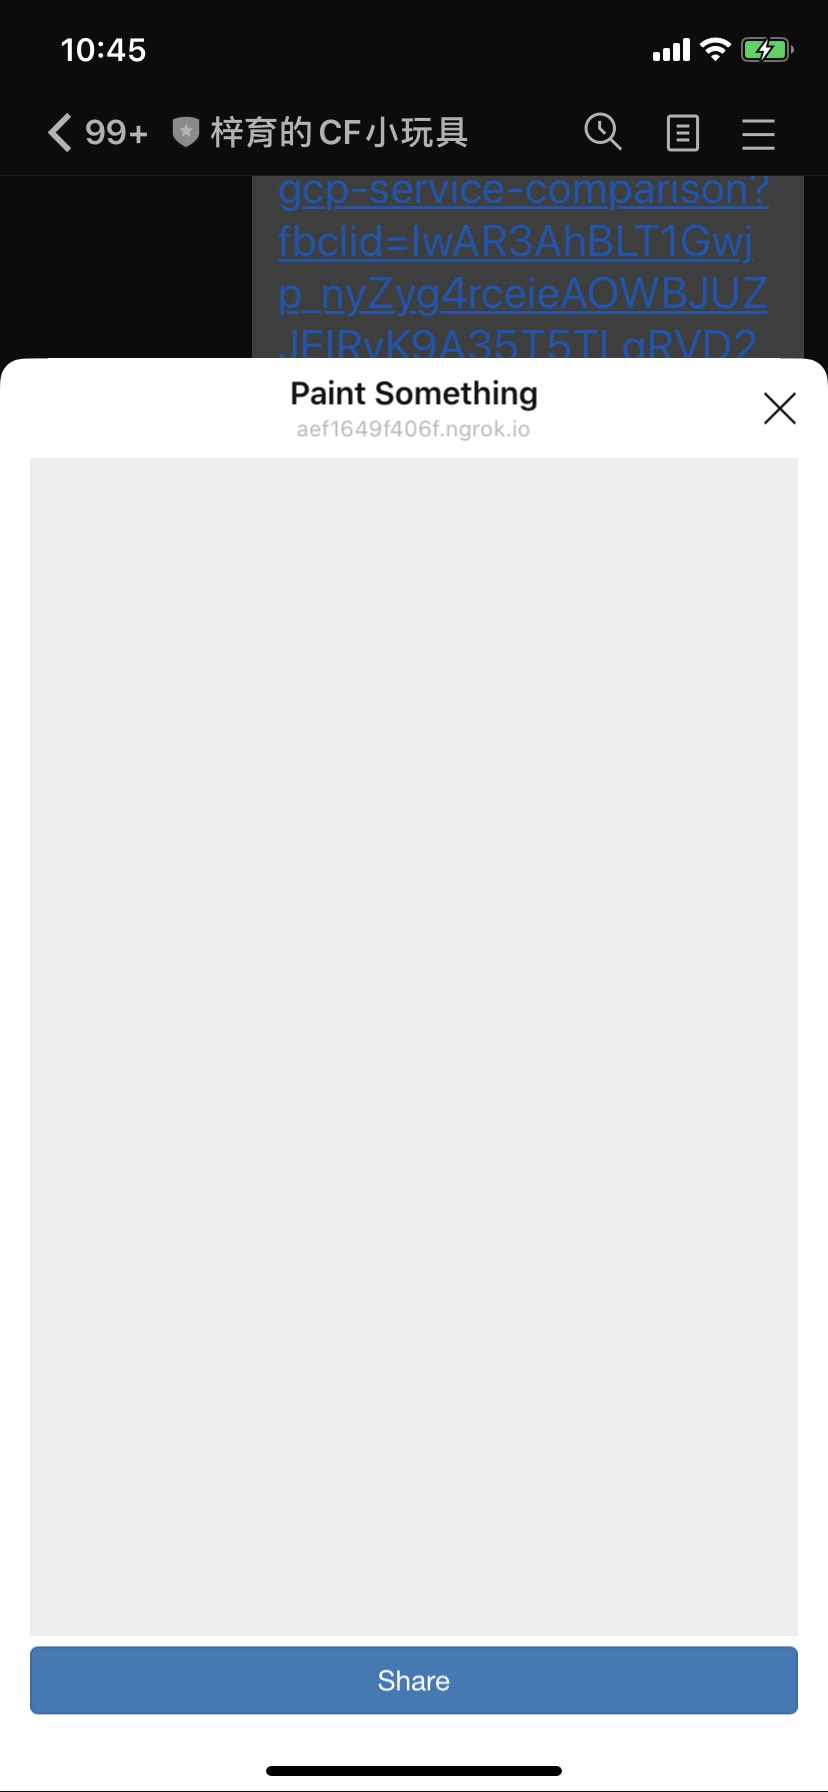 10:45
99+ 梓育的CF小玩具
gcp-service-comparison?
fbclid=IwAR3AhBLT1Gwj
p_nyZyg4rceieAOWBJUZ
Paint Something
aef1649f406f.ngrok.io
Share